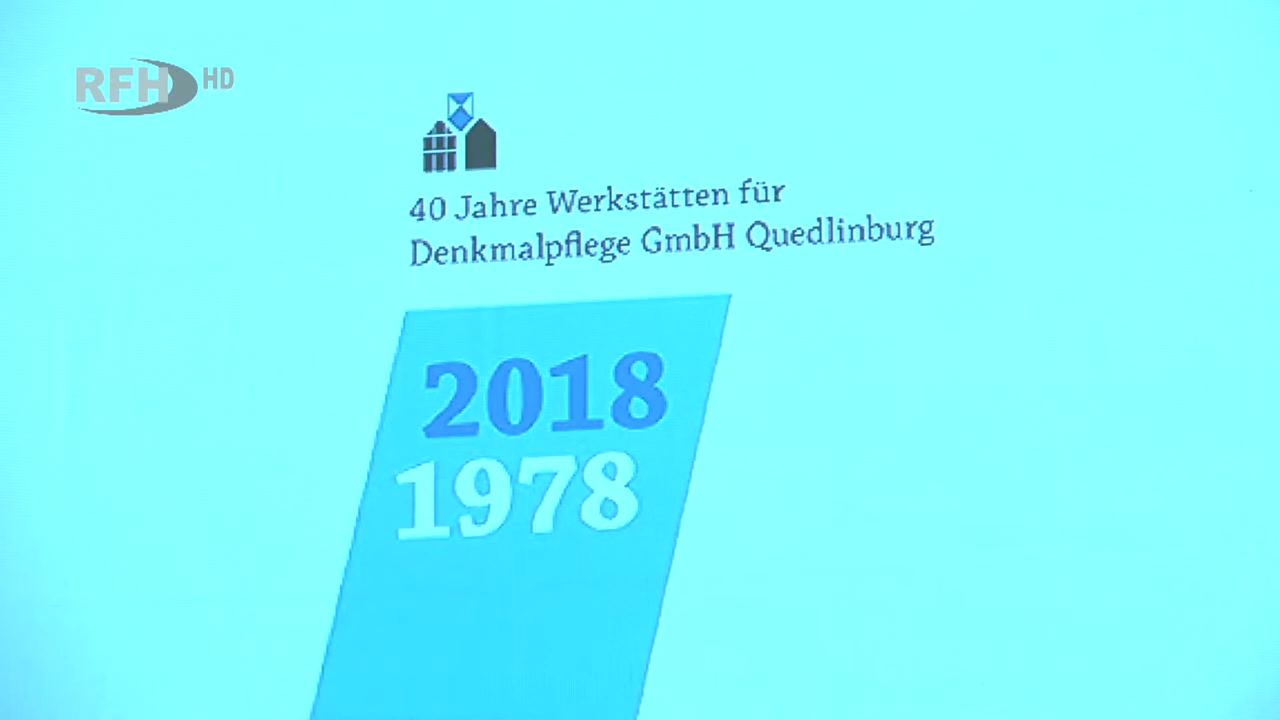 RFH HD
40 Jahre Werkstätten für
Denkmalpflege GmbH Quedlinburg
2018
1978